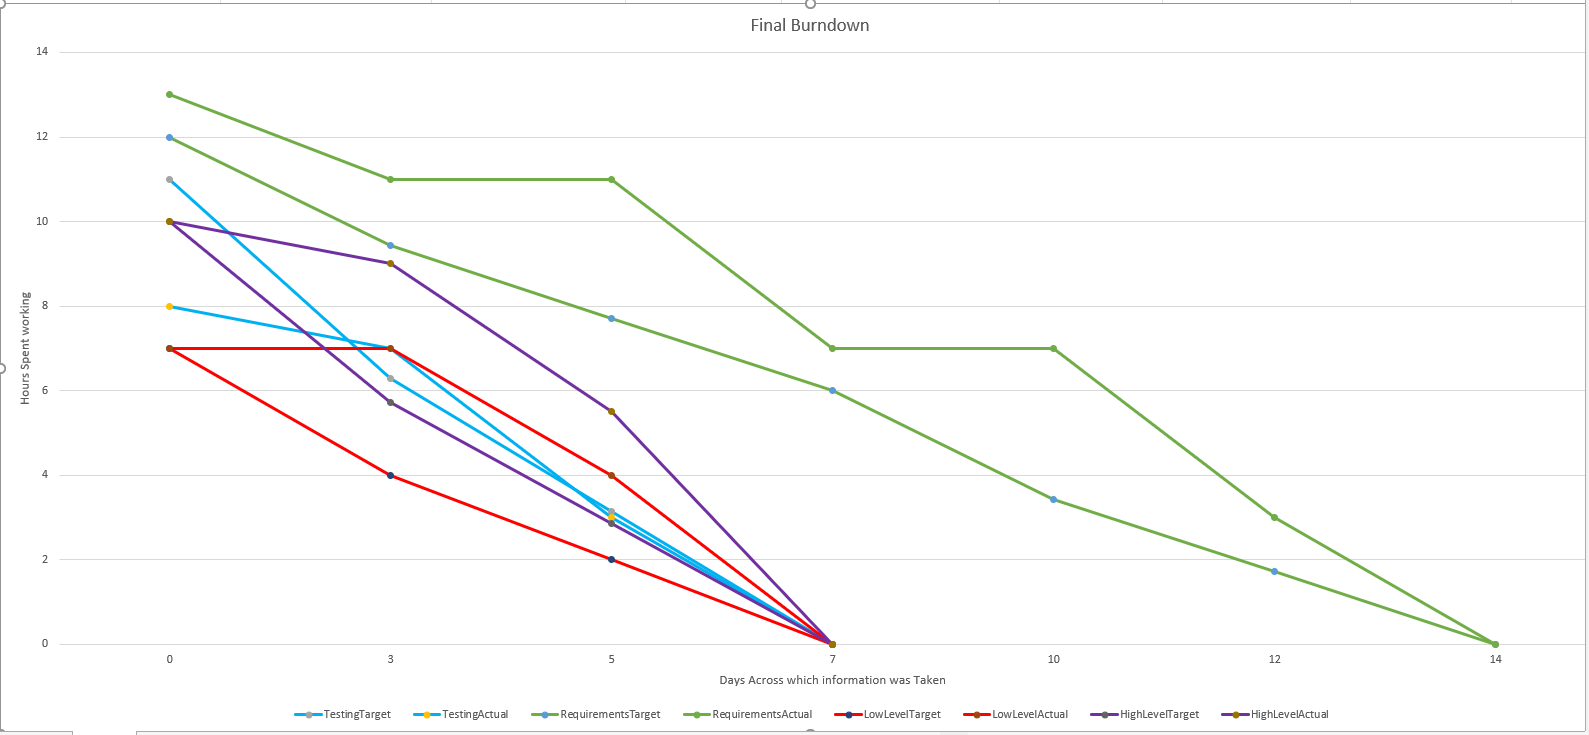 Final Burndown
14
12
10
8
6
4
2
0
Hours Spent working
0 3 5 7 10 12 14
Days Across which information was Taken
TestingTarget TestingActual RequirementsTarget RequirementsActual LowLevelTarget LowLevelActual HighLevelTarget HighLevelActual